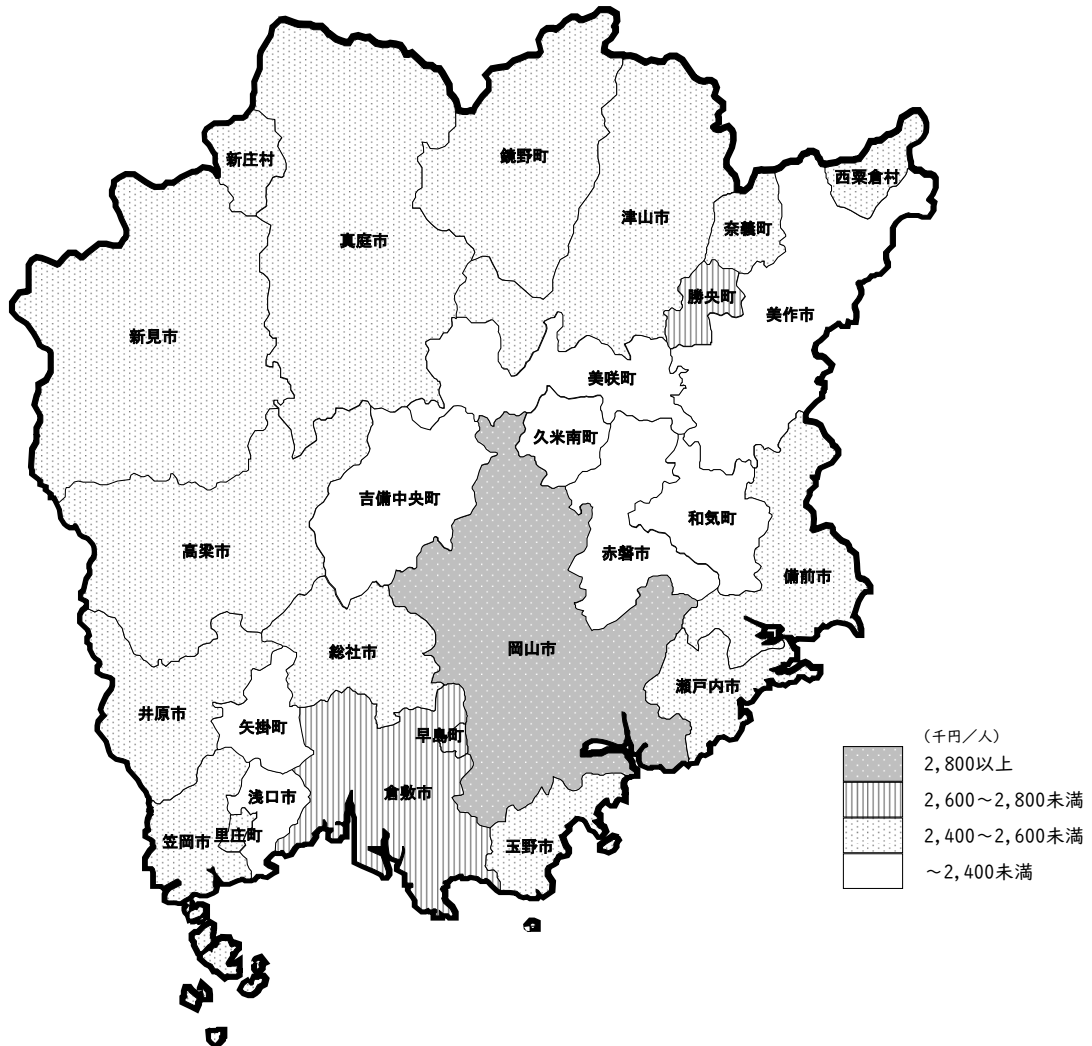 鏡野町
新庄村
西粟倉村
津山市
奈義町
真庭市
勝央町
美作市
新見市
美咲町
久米南町
吉備中央町
和気町
高梁市
赤磐市
備前市
岡山市
総社市
瀬戸内市
井原市
矢掛町
早島町
浅口市
倉敷市
里庄町
笠岡市
玉野市
(千円/人)
2,800以上
2,600～2,800未満
2,400～2,600未満
～2,400未満